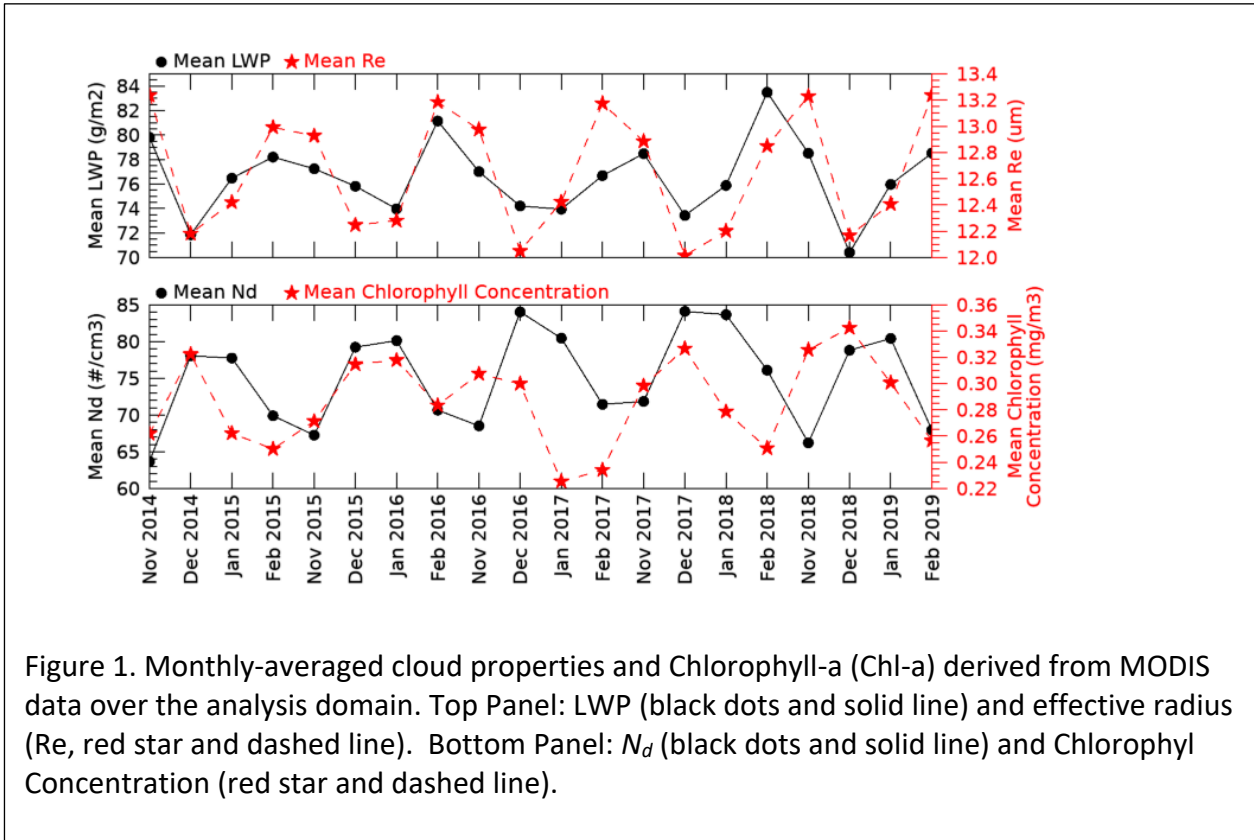 Mean LWP Mean Re
Mean LWP (g/m2)
84
82
80
78
76
74
72
70
13.4
13.2
13.0
12.8
12.6
12.4
12.2
12.0
Mean Re (um)
Mean Nd Mean Chlorophyll Concentration
Mean Nd (#/cm3)
85
80
75
70
65
60
0.36
0.34
0.32
0.30
0.28
0.26
0.24
0.22
Mean Chlorophyll
Concentration (mg/m3)
Nov 2014
Dec 2014
Jan 2015
Feb 2015
Nov 2015
Dec 2015
Jan 2016
Feb 2016
Nov 2016
Dec 2016
Jan 2017
Feb 2017
Nov 2017
Dec 2017
Jan 2018
Feb 2018
Nov 2018
Dec 2018
Jan 2019
Feb 2019
Figure 1. Monthly-averaged cloud properties and Chlorophyll-a (Chl-a) derived from MODIS
data over the analysis domain. Top Panel: LWP (black dots and solid line) and effective radius
(Re, red star and dashed line).  Bottom Panel: Nd (black dots and solid line) and Chlorophyl
Concentration (red star and dashed line).